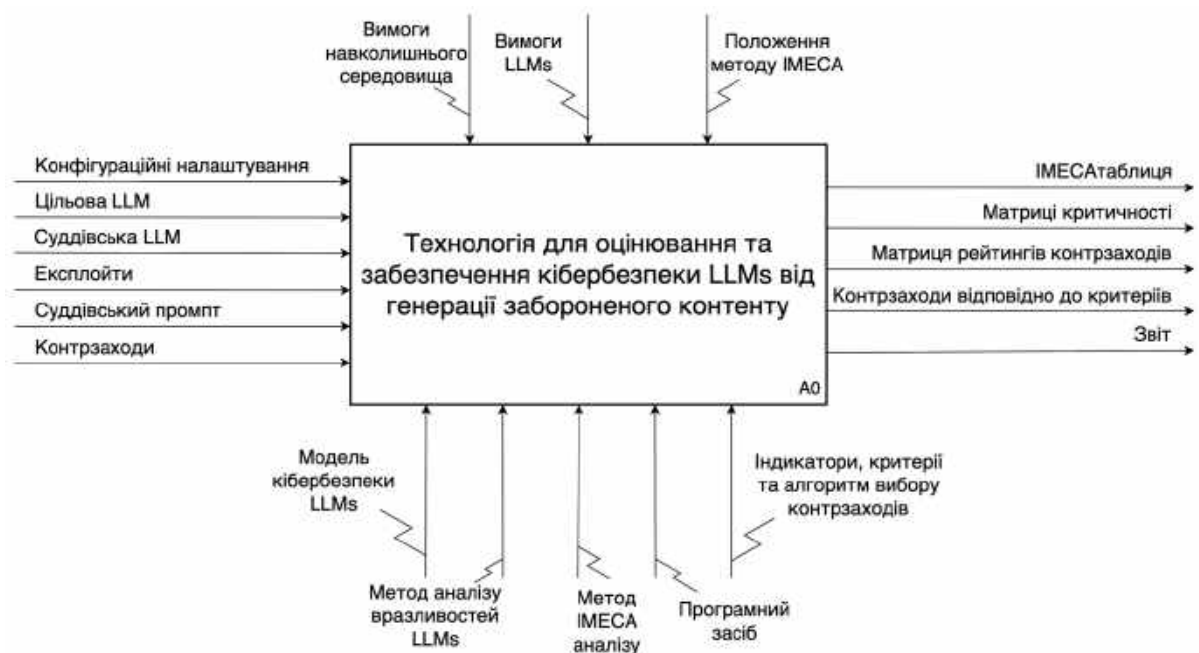 Вимоги
навколишнього
середовища
Вимоги
LLMs
Положення
методу IMECA
Конфігураційні налаштування
Цільова LLM
Суддівська LLM
Експлойти
Суддівський промпт
Контрзаходи
Технологія для оцінювання та
забезпечення кібербезпеки LLMs від
генерації забороненого контенту
A0
IMECAтаблиця
Матриці критичності
Матриця рейтингів контрзаходів
Контрзаходи відповідно до критеріїв
Звіт
Модель
кібербезпеки
LLMs
Метод аналізу
вразливостей
LLMs
Метод
IMECA
аналізу
Програмний
засіб
Індикатори, критерії
та алгоритм вибору
контрзаходів